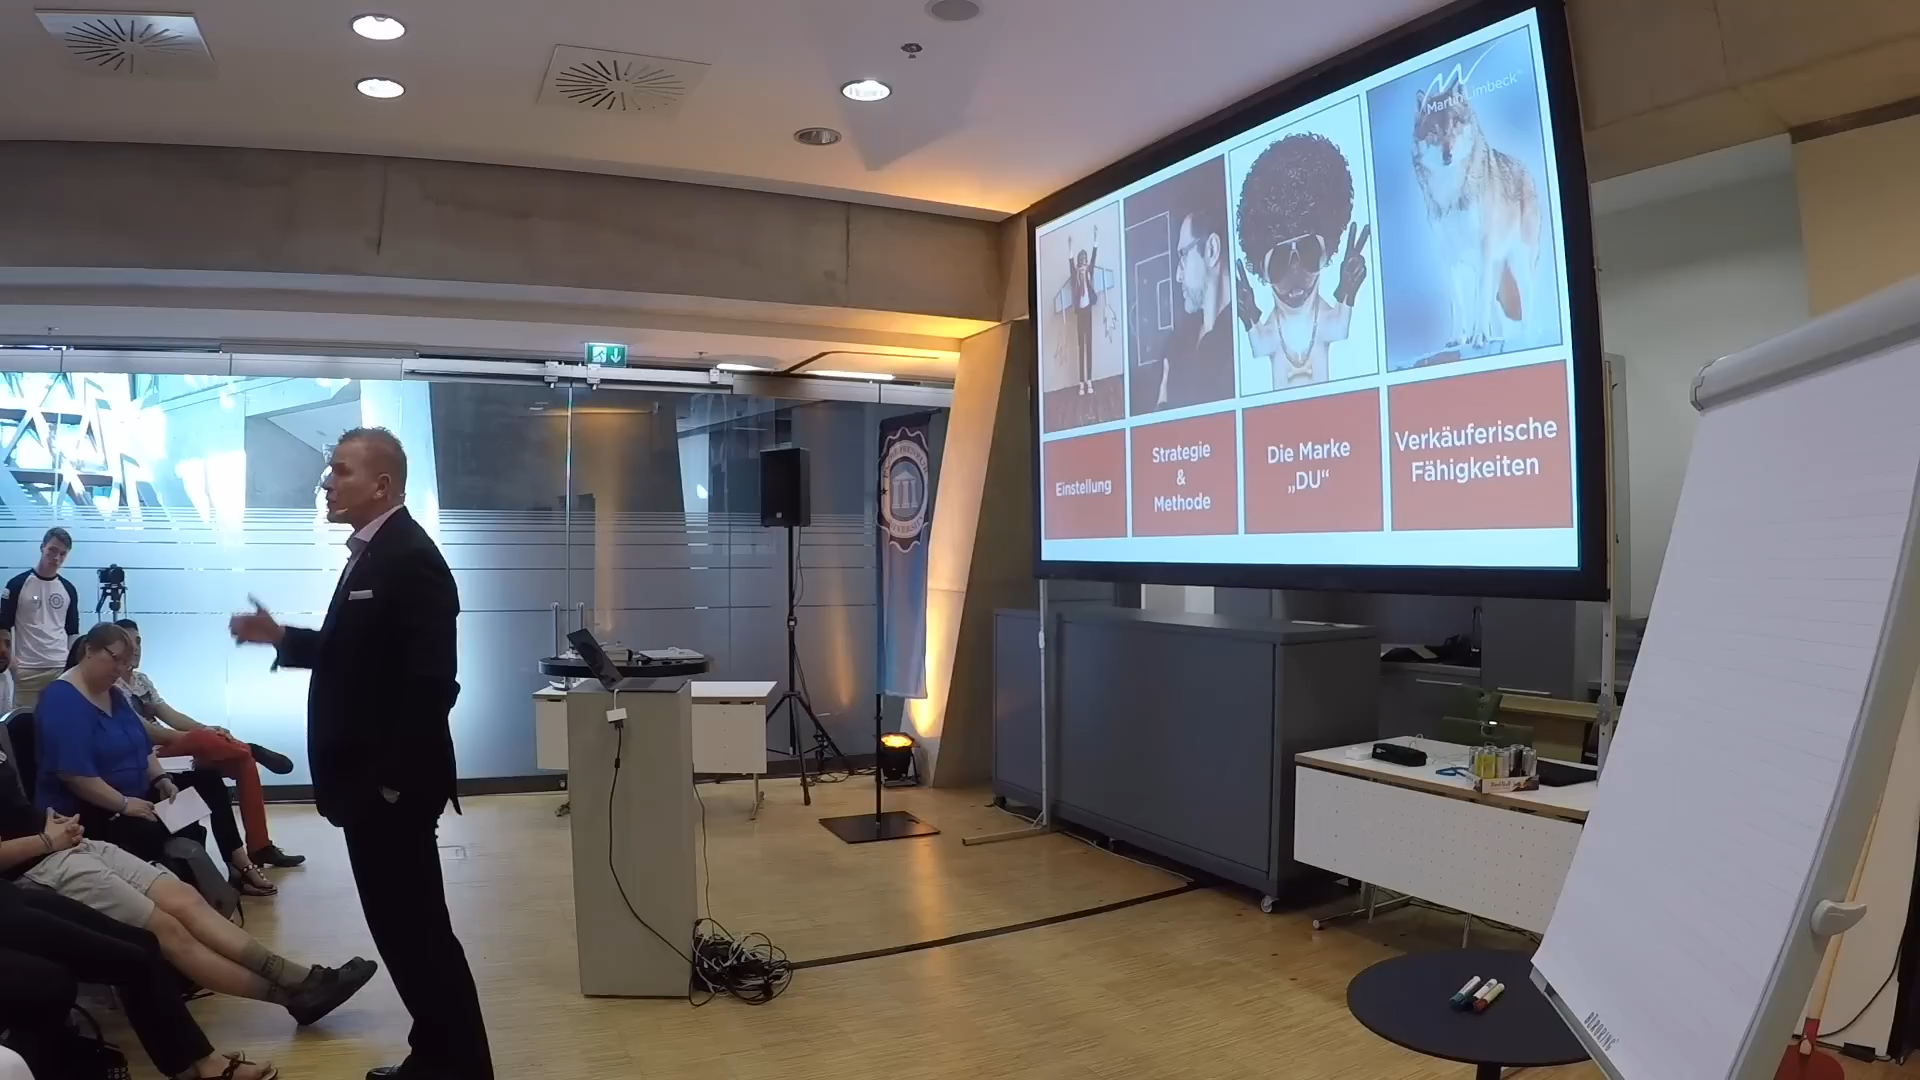 Martin Limbeck
Einstellung
Strategie
&
Methode
Die Marke
„DU“
Verkäuferische
Fähigkeiten